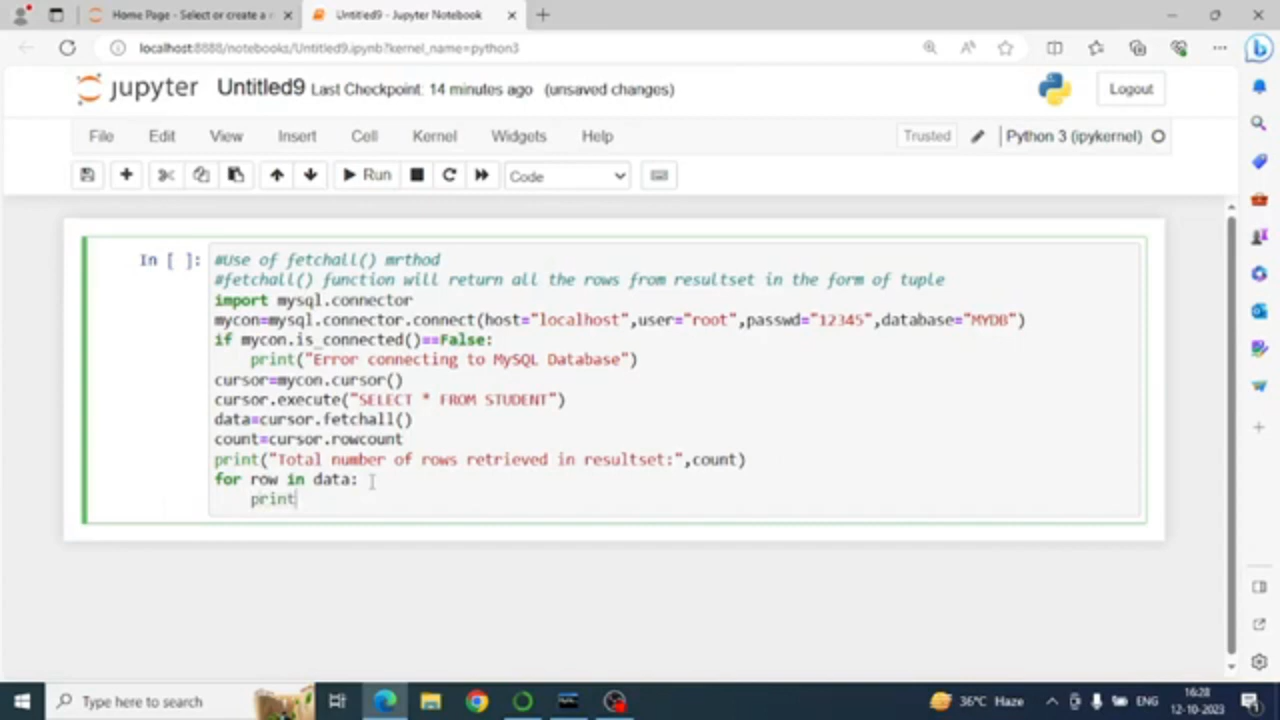 Home Page - Select or create a n
Untitled9 - Jupyter Notebook
localhost:8888/notebooks/Untitled9.ipynb?kernel_name=python3
jupyter Untitled9 Last Checkpoint: 14 minutes ago (unsaved changes)
Logout
File Edit View Insert Cell Kernel Widgets Help
Trusted
Python 3 (ipykernel)
Run
Code
In [ ]:
#Use of fetchall() mrthod
#fetchall() function will return all the rows from resultset in the form of tuple
import mysql.connector
mycon=mysql.connector.connect(host="localhost",user="root",passwd="12345",database="MYDB")
if mycon.is_connected()==False:
    print("Error connecting to MySQL Database")
cursor=mycon.cursor()
cursor.execute("SELECT * FROM STUDENT")
data=cursor.fetchall()
count=cursor.rowcount
print("Total number of rows retrieved in resultset:",count)
for row in data:
    print
Type here to search
36°C Haze
ENG
16:28
12-10-2023